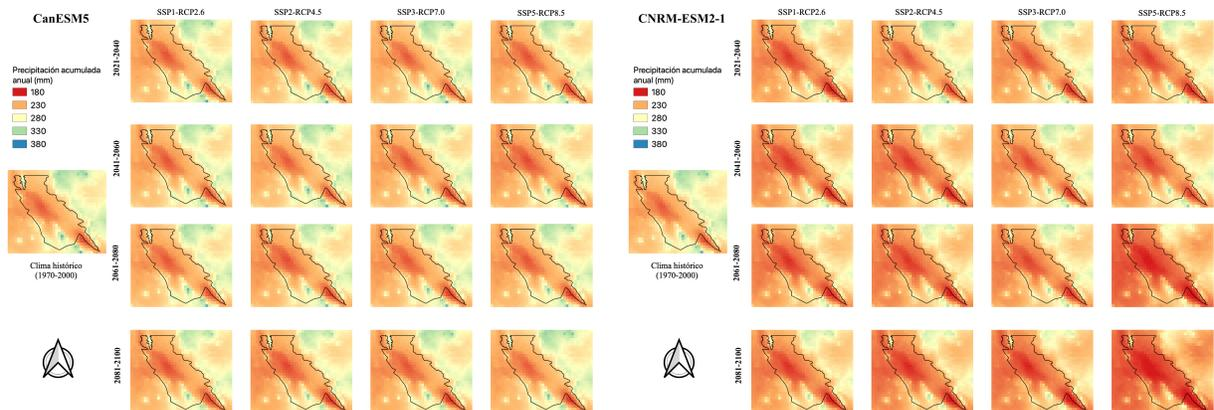 CanESM5
SSP1-RCP2.6
SSP2-RCP4.5
SSP3-RCP7.0
SSP5-RCP8.5
2021-2040
Precipitación acumulada
anual (mm)
180
230
280
330
380
2041-2060
Clima histórico
(1970-2000)
2061-2080
2081-2100
CNRM-ESM2-1
SSP1-RCP2.6
SSP2-RCP4.5
SSP3-RCP7.0
SSP5-RCP8.5
2021-2040
Precipitación acumulada
anual (mm)
180
230
280
330
380
2041-2060
Clima histórico
(1970-2000)
2061-2080
2081-2100